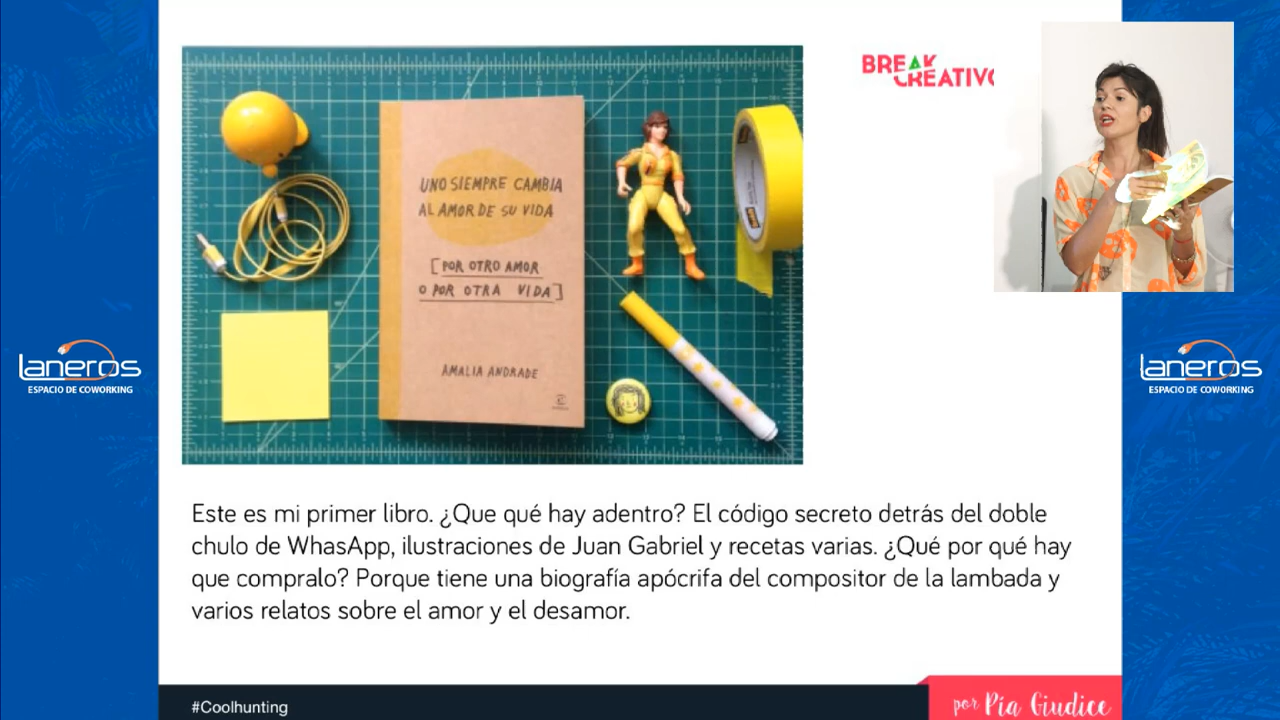 BREAK
CREATIVO
UNO SIEMPRE CAMBIA
AL AMOR DE SU VIDA
[POR OTRO AMOR
O POR OTRA VIDA]
AMALIA ANDRADE
Laneros
ESPACIO DE COWORKING
Laneros
ESPACIO DE COWORKING
Este es mi primer libro. ¿Que qué hay adentro? El código secreto detrás del doble
chulo de WhasApp, ilustraciones de Juan Gabriel y recetas varias. ¿Qué por qué hay
que compralo? Porque tiene una biografía apócrifa del compositor de la lambada y
varios relatos sobre el amor y el desamor.
#Coolhunting
por Pía Giudice